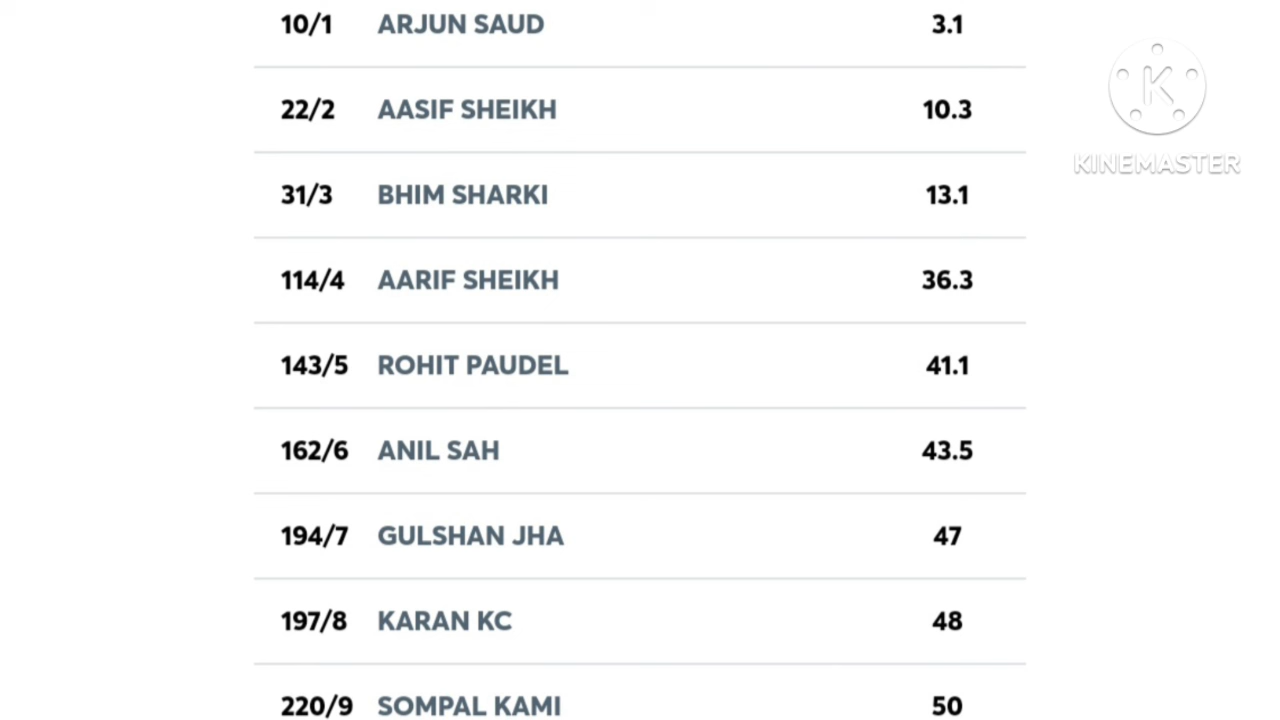 10/1 ARJUN SAUD 3.1
22/2 AASIF SHEIKH 10.3
31/3 BHIM SHARKI 13.1
114/4 AARIF SHEIKH 36.3
143/5 ROHIT PAUDEL 41.1
162/6 ANIL SAH 43.5
194/7 GULSHAN JHA 47
197/8 KARAN KC 48
220/9 SOMPAL KAMI 50
K
KINEMASTER